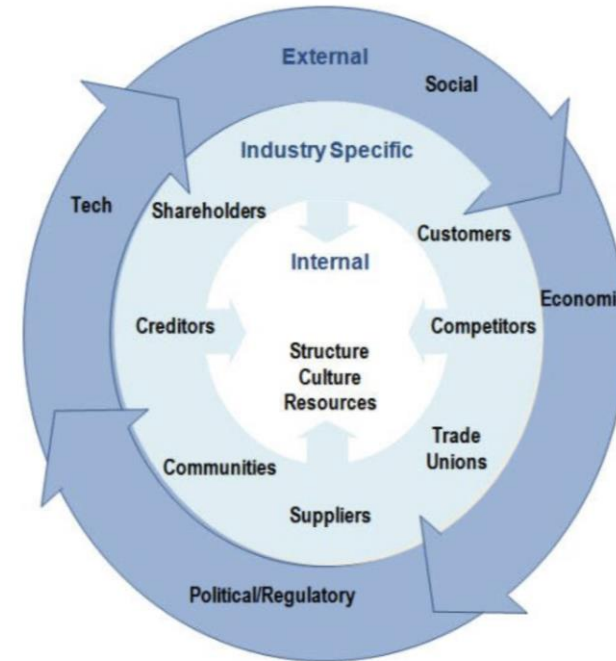 External
Social
Industry Specific
Tech
Shareholders
Customers
Internal
Economi
Creditors
Competitors
Structure
Culture
Resources
Trade
Unions
Communities
Suppliers
Political/Regulatory